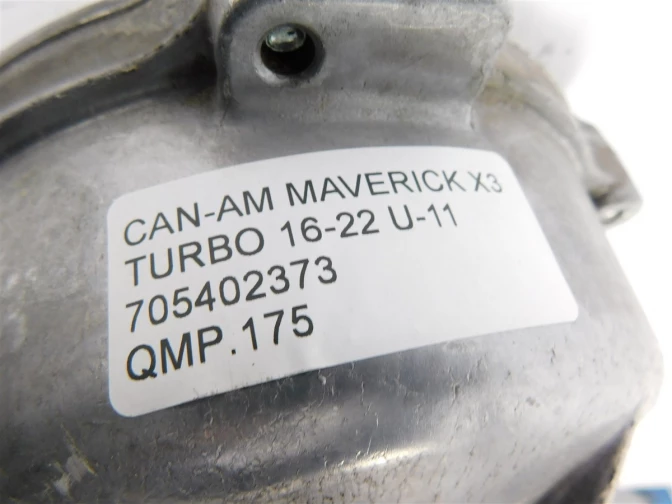 CAN-AM MAVERICK X3
TURBO 16-22 U-11
705402373
QMP.175